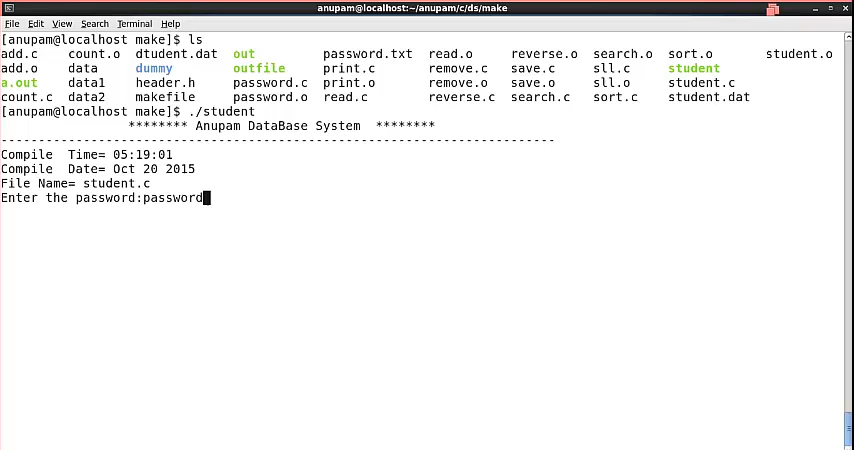 anupam@localhost:~/anupam/c/ds/make
File Edit View Search Terminal Help
[anupam@localhost make]$ ls
add.c count.o dtudent.dat out password.txt read.o reverse.o search.o sort.o student.o
add.o data dummy outfile print.c remove.c save.c sll.c student
a.out data1 header.h password.c print.o remove.o save.o sll.o student.c
count.c data2 makefile password.o read.c reverse.c search.c sort.c student.dat
[anupam@localhost make]$ ./student
******** Anupam DataBase System ********
--------------------------------------------------------------------------
Compile Time= 05:19:01
Compile Date= Oct 20 2015
File Name= student.c
Enter the password:password